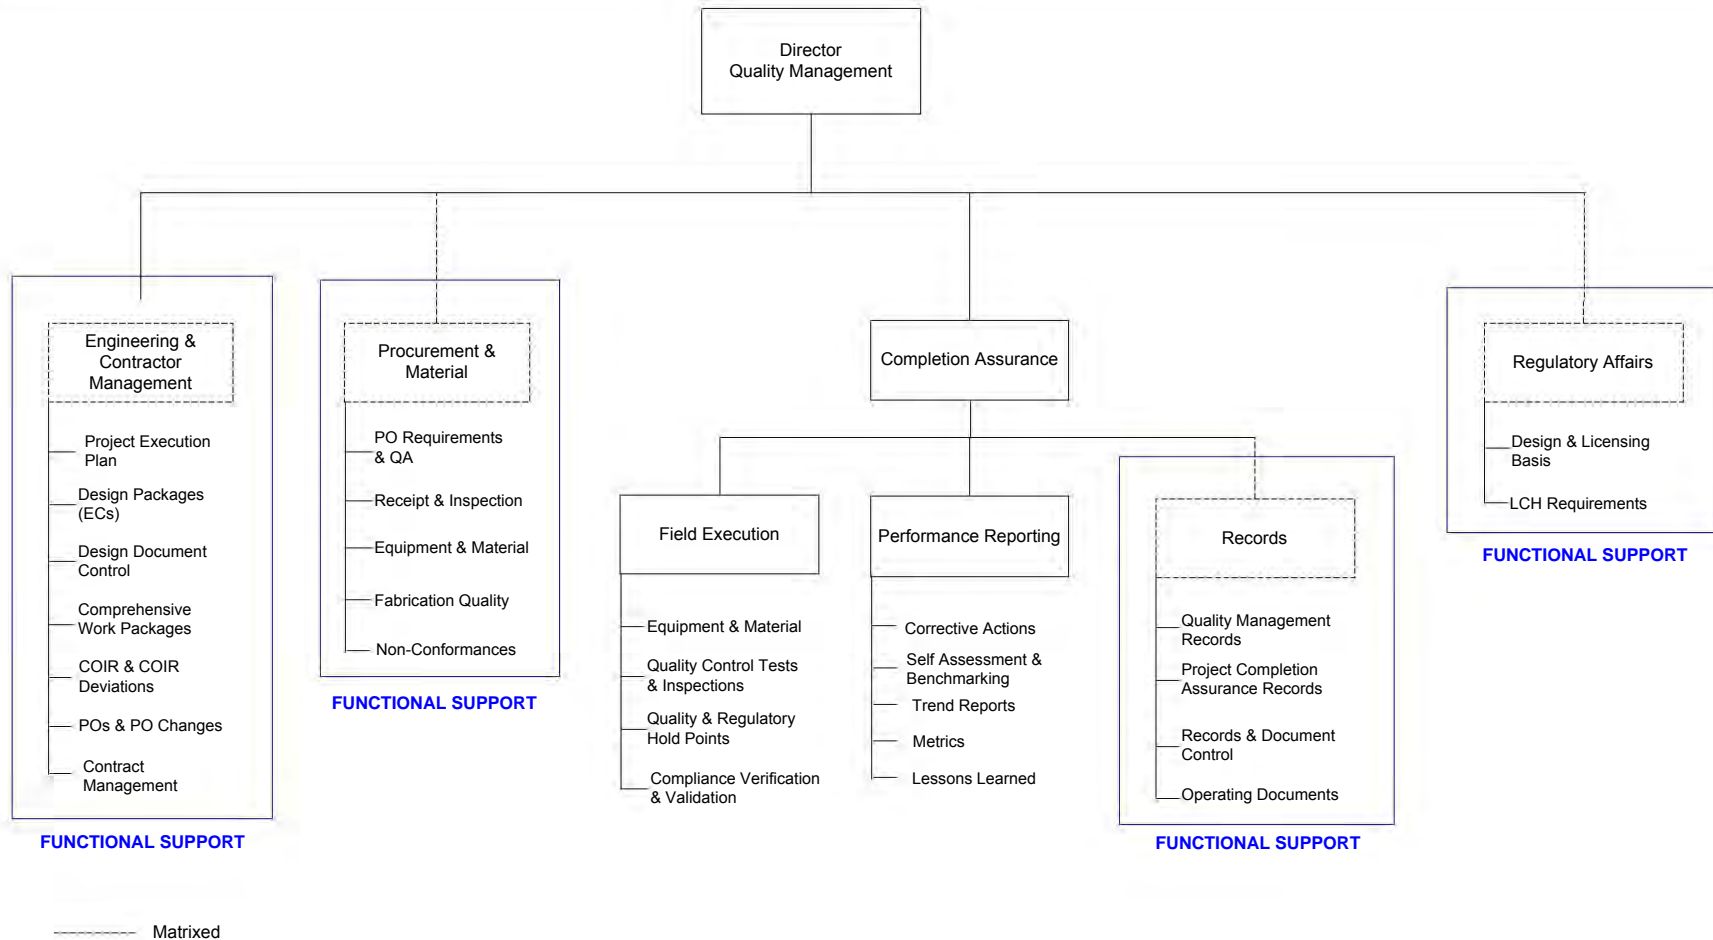 Director
Quality Management
Engineering &
Contractor
Management
Project Execution
Plan
Design Packages
(ECs)
Design Document
Control
Comprehensive
Work Packages
COIR & COIR
Deviations
POs & PO Changes
Contract
Management
FUNCTIONAL SUPPORT
Procurement &
Material
PO Requirements
& QA
Receipt & Inspection
Equipment & Material
Fabrication Quality
Non-Conformances
FUNCTIONAL SUPPORT
Completion Assurance
Field Execution
Equipment & Material
Quality Control Tests
& Inspections
Quality & Regulatory
Hold Points
Compliance Verification
& Validation
Performance Reporting
Corrective Actions
Self Assessment &
Benchmarking
Trend Reports
Metrics
Lessons Learned
Records
Quality Management
Records
Project Completion
Assurance Records
Records & Document
Control
Operating Documents
FUNCTIONAL SUPPORT
Regulatory Affairs
Design & Licensing
Basis
LCH Requirements
FUNCTIONAL SUPPORT
Matrixed